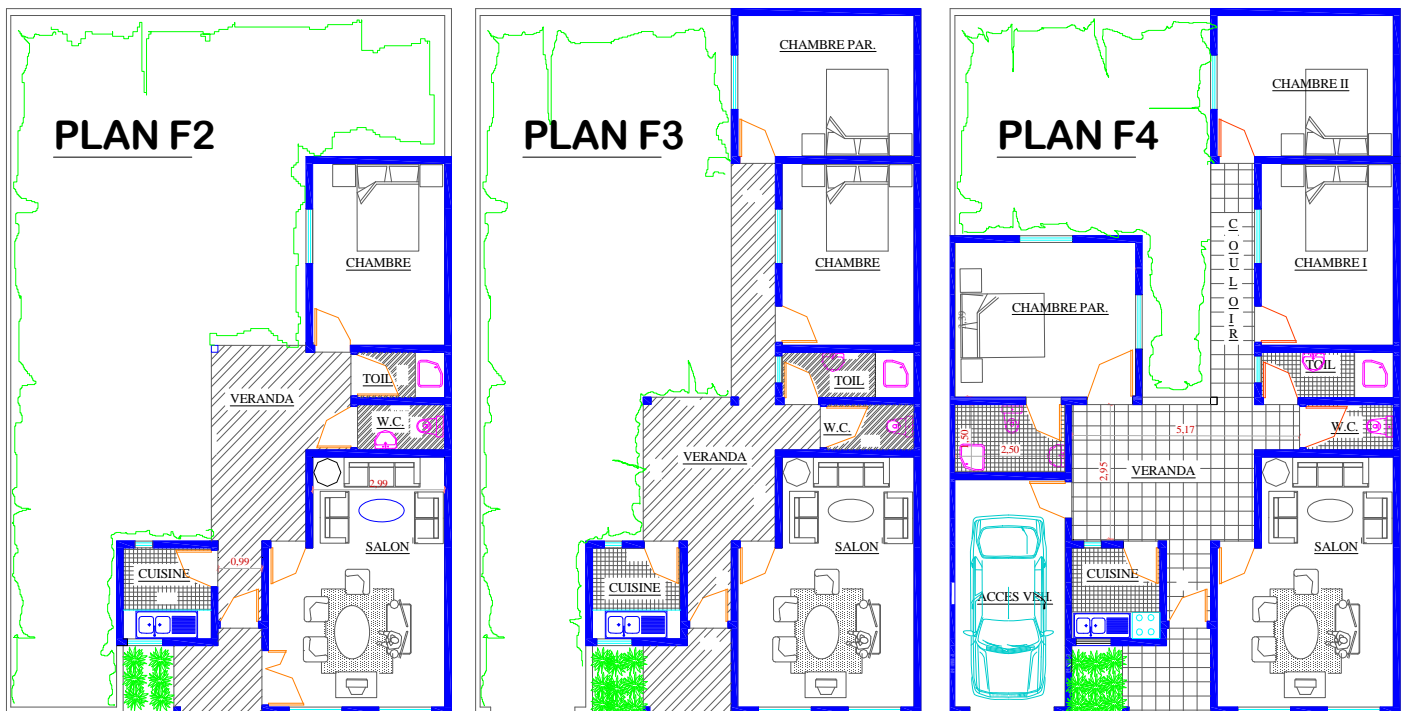 PLAN F2
CHAMBRE
TOIL
W.C.
VERANDA
2,99
SALON
0,99
CUISINE
PLAN F3
CHAMBRE PAR.
CHAMBRE
TOIL
W.C.
VERANDA
SALON
CUISINE
PLAN F4
CHAMBRE II
COULOIR
CHAMBRE I
CHAMBRE PAR.
TOIL
W.C.
5,17
2,50
2,95
VERANDA
SALON
CUISINE
ACCES VEH.